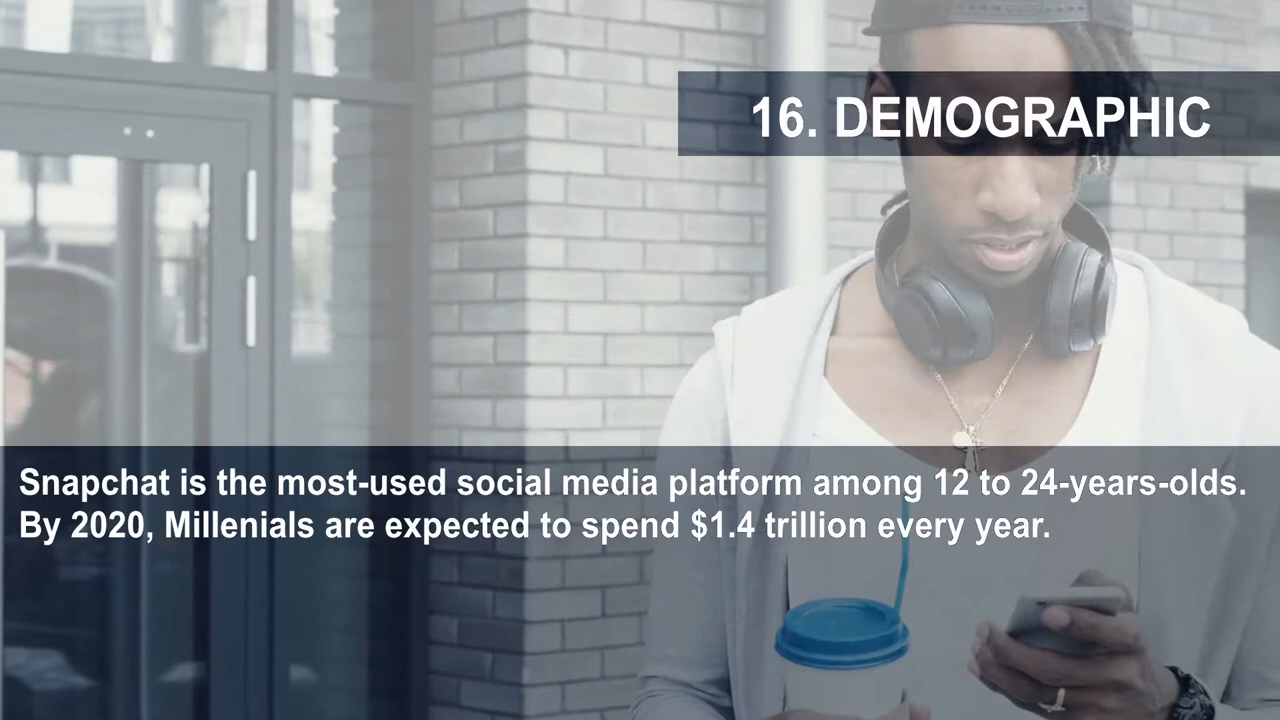 16. DEMOGRAPHIC
Snapchat is the most-used social media platform among 12 to 24-years-olds.
By 2020, Millenials are expected to spend $1.4 trillion every year.